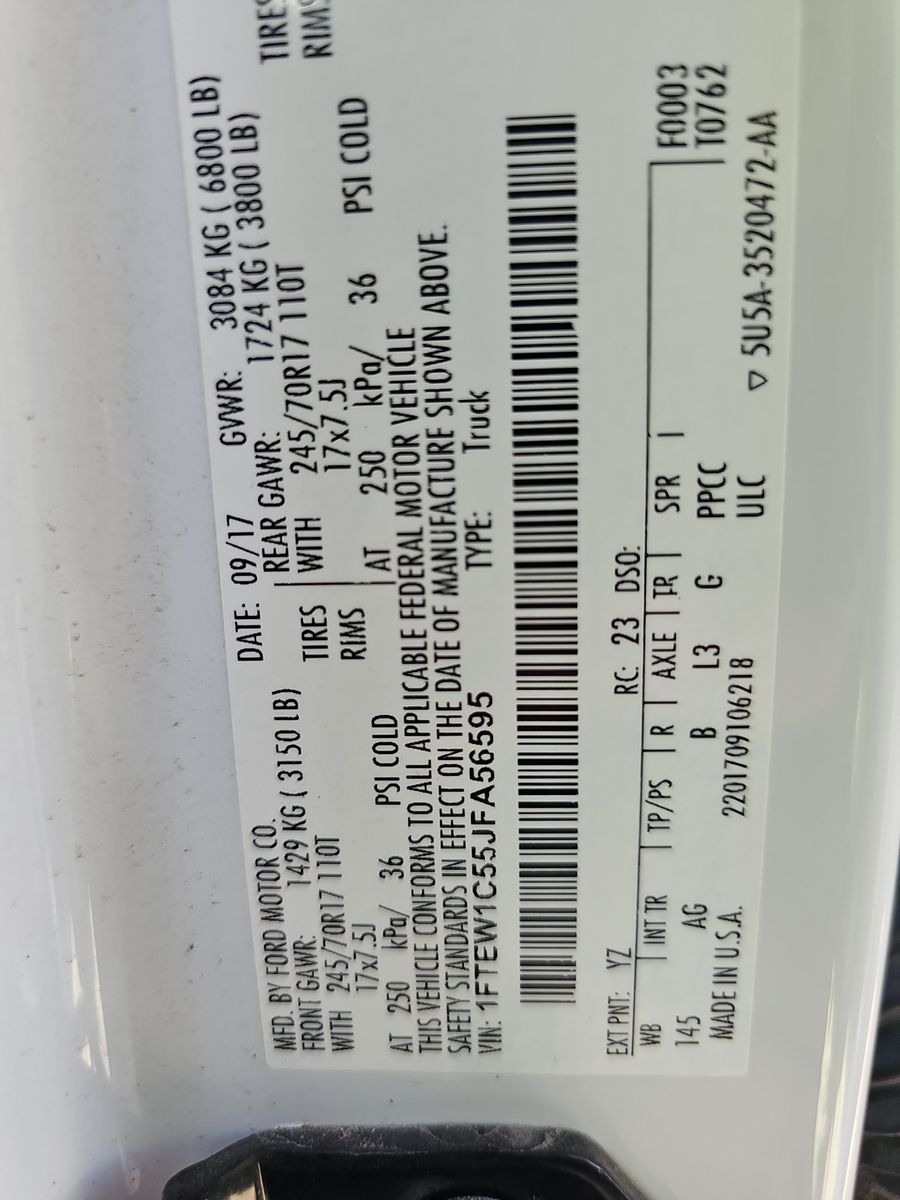 MFD. BY FORD MOTOR CO. DATE: 09/17 GVWR: 3084 KG ( 6800 LB)
FRONT GAWR: 1429 KG ( 3150 LB) REAR GAWR: 1724 KG ( 3800 LB)
WITH 245/70R17 110T TIRES WITH 245/70R17 110T TIRES
17x7.5J RIMS 17x7.5J RIMS
AT 250 kPa/ 36 PSI COLD AT 250 kPa/ 36 PSI COLD
THIS VEHICLE CONFORMS TO ALL APPLICABLE FEDERAL MOTOR VEHICLE
SAFETY STANDARDS IN EFFECT ON THE DATE OF MANUFACTURE SHOWN ABOVE.
VIN: 1FTEW1C55JFA56595 TYPE: Truck
EXT PNT: YZ RC: 23 DSO:
WB INT TR TP/PS R AXLE TR SPR F0003
145 AG B L3 G PPCC T0762
MADE IN U.S.A. 2201709106218 ULC ▽ 5U5A-3520472-AA